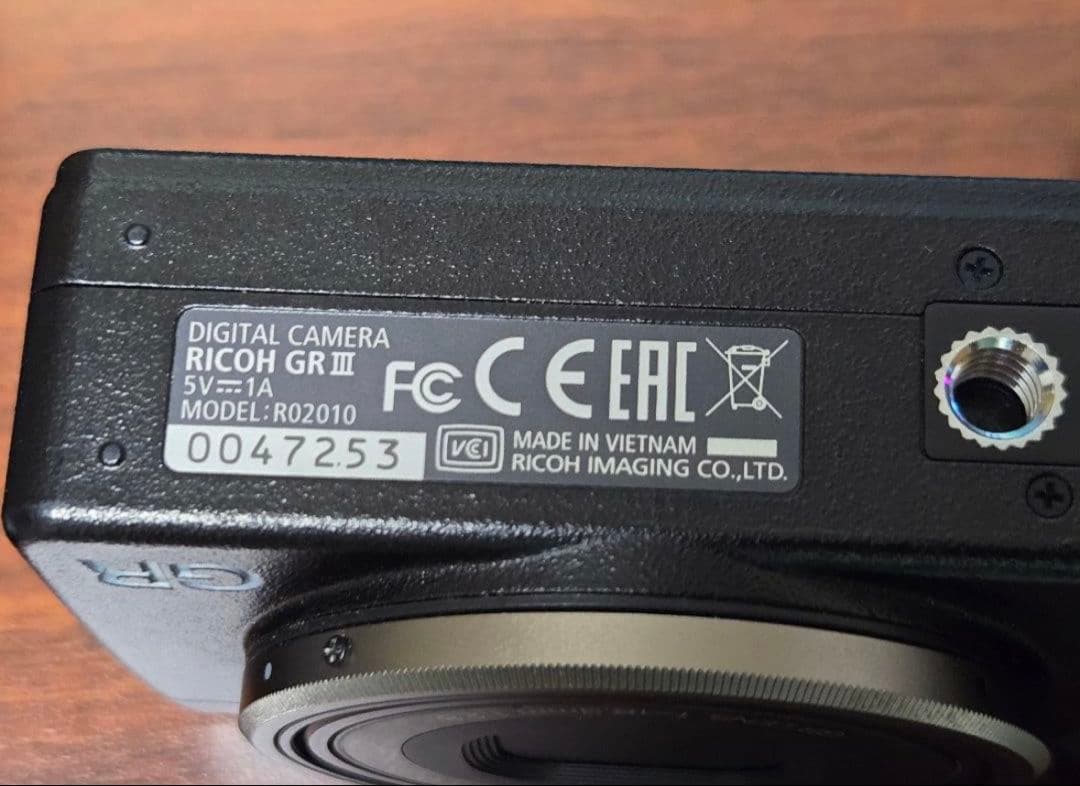 DIGITAL CAMERA
RICOH GR III
5V⎓1A
MODEL:R02010
0047253
FC CE EAC
VCI
MADE IN VIETNAM
RICOH IMAGING CO.,LTD.
GR